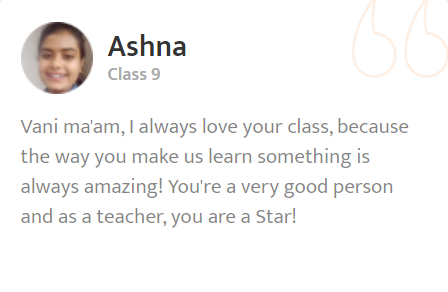 Ashna
Class 9
Vani ma'am, I always love your class, because
the way you make us learn something is
always amazing! You're a very good person
and as a teacher, you are a Star!